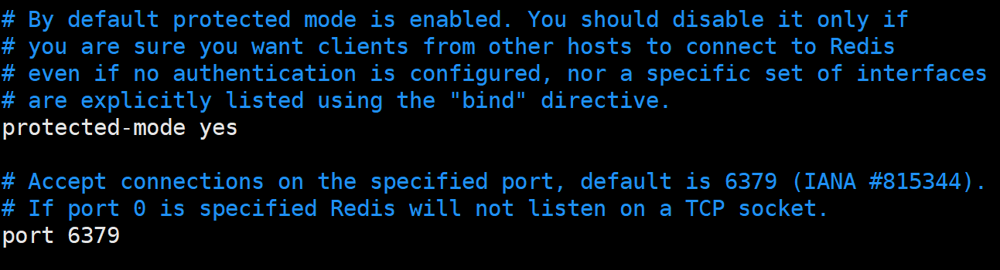 # By default protected mode is enabled. You should disable it only if
# you are sure you want clients from other hosts to connect to Redis
# even if no authentication is configured, nor a specific set of interfaces
# are explicitly listed using the "bind" directive.
protected-mode yes
# Accept connections on the specified port, default is 6379 (IANA #815344).
# If port 0 is specified Redis will not listen on a TCP socket.
port 6379